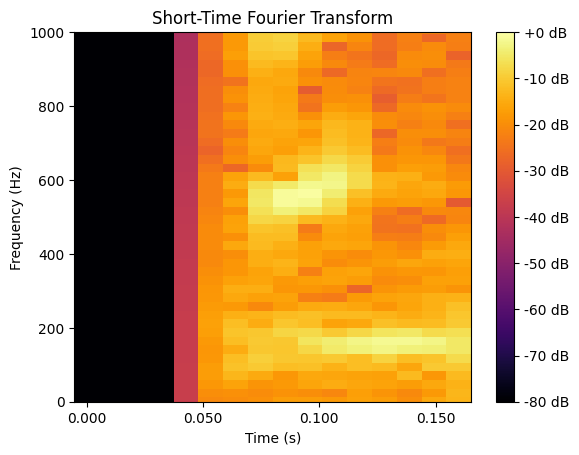 Short-Time Fourier Transform
1000
800
600
400
200
0
Frequency (Hz)
0.000
0.050
0.100
0.150
Time (s)
+0 dB
-10 dB
-20 dB
-30 dB
-40 dB
-50 dB
-60 dB
-70 dB
-80 dB